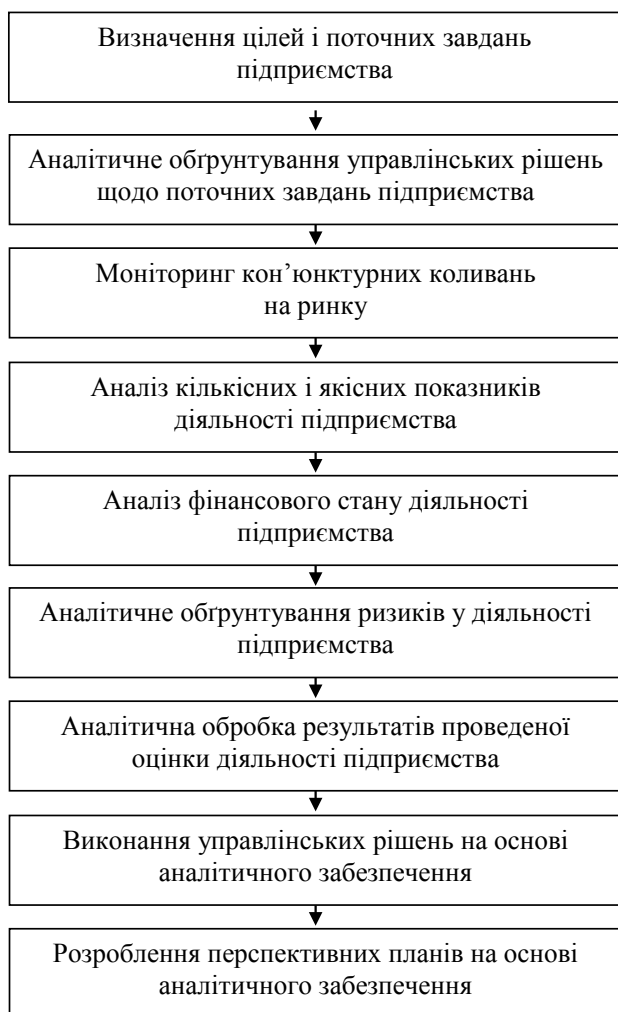 Визначення цілей і поточних завдань
підприємства
Аналітичне обґрунтування управлінських рішень
щодо поточних завдань підприємства
Моніторинг кон’юнктурних коливань
на ринку
Аналіз кількісних і якісних показників
діяльності підприємства
Аналіз фінансового стану діяльності
підприємства
Аналітичне обґрунтування ризиків у діяльності
підприємства
Аналітична обробка результатів проведеної
оцінки діяльності підприємства
Виконання управлінських рішень на основі
аналітичного забезпечення
Розроблення перспективних планів на основі
аналітичного забезпечення